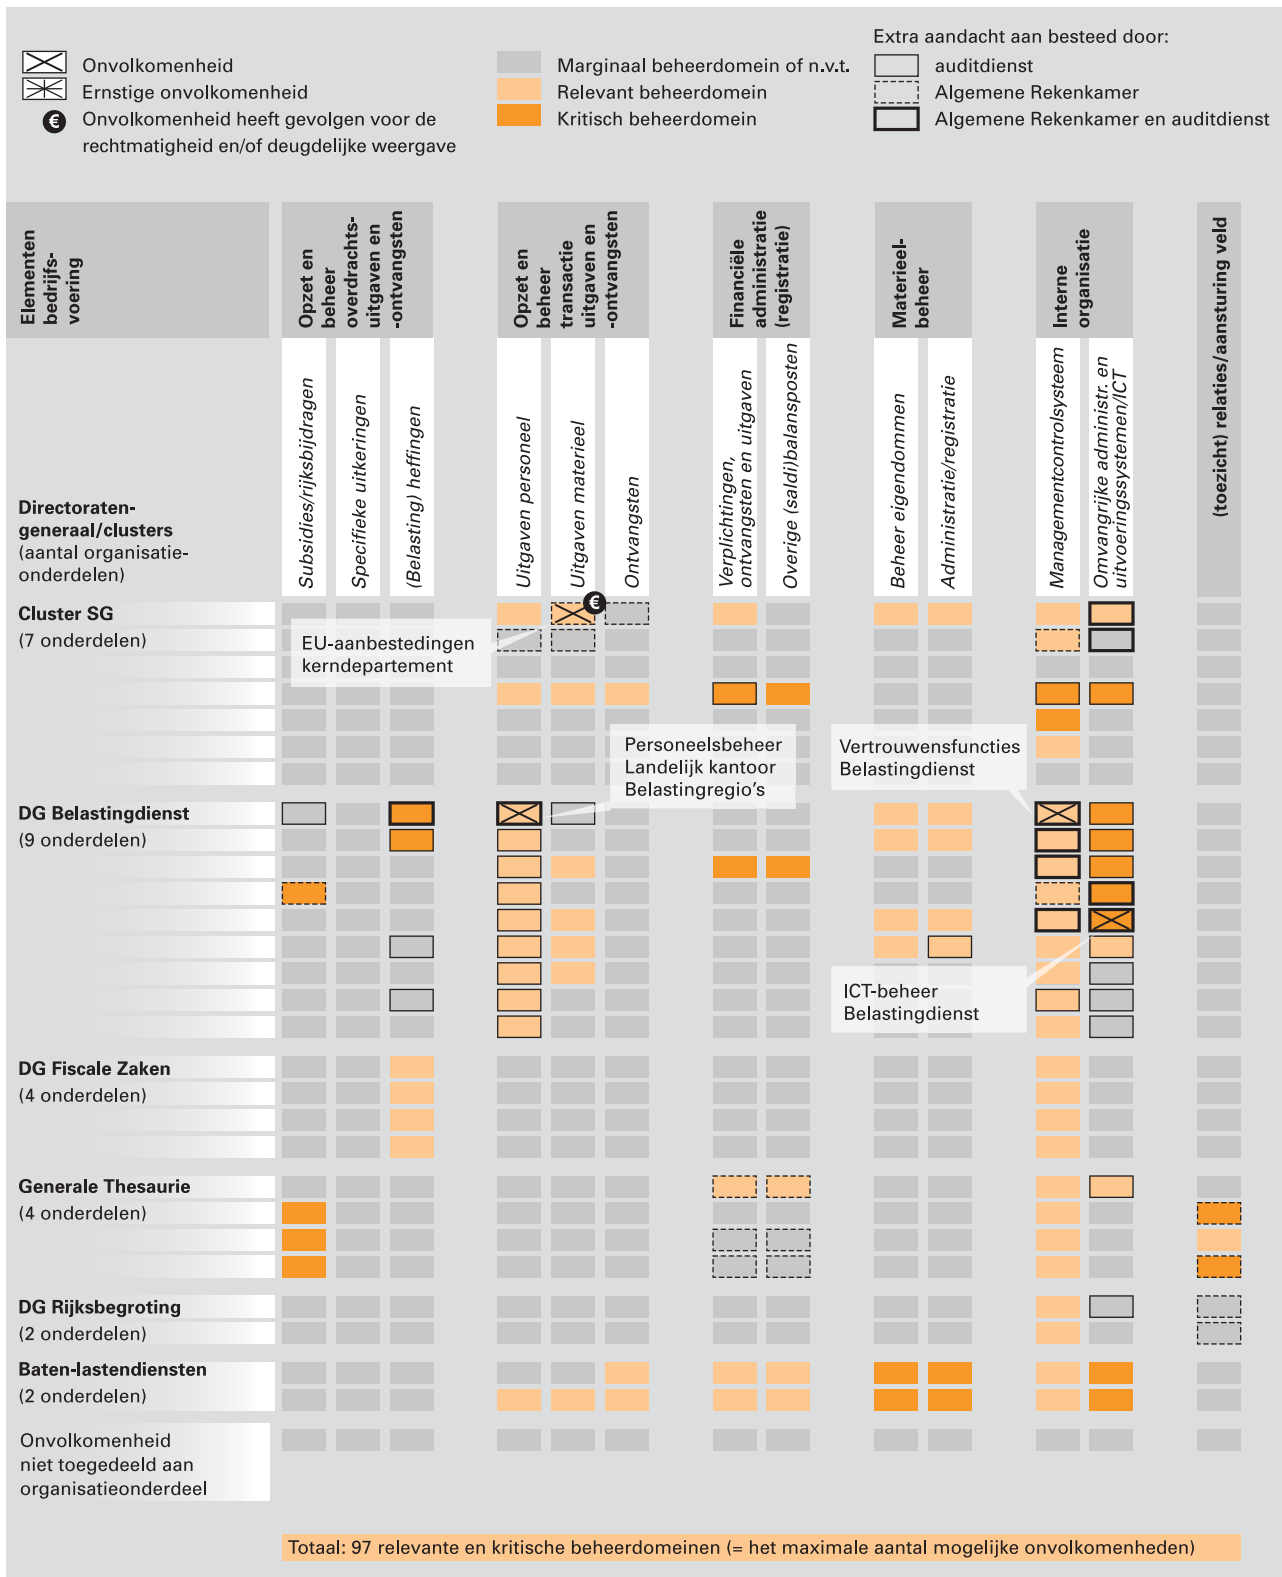 Onvolkomenheid
Ernstige onvolkomenheid
€
Onvolkomenheid heeft gevolgen voor de
rechtmatigheid en/of deugdelijke weergave
Marginaal beheerdomein of n.v.t.
Relevant beheerdomein
Kritisch beheerdomein
Extra aandacht aan besteed door:
auditdienst
Algemene Rekenkamer
Algemene Rekenkamer en auditdienst
Elementen
bedrijfs-
voering
Opzet en
beheer
overdrachts-
uitgaven en
-ontvangsten
Opzet en
beheer
transactie
uitgaven en
-ontvangsten
Financiële
administratie
(registratie)
Materieel-
beheer
Interne
organisatie
(toezicht) relaties/aansturing veld
Directoraten-
generaal/clusters
(aantal organisatie-
onderdelen)
Subsidies/rijksbijdragen
Specifieke uitkeringen
(Belasting) heffingen
Uitgaven personeel
Uitgaven materieel
Ontvangsten
Verplichtingen,
ontvangsten en uitgaven
Overige (saldi)balansposten
Beheer eigendommen
Administratie/registratie
Managementcontrolsysteem
Omvangrijke administr. en
uitvoeringssystemen/ICT
Cluster SG
(7 onderdelen)
€
EU-aanbestedingen
kerndepartement
Personeelsbeheer
Landelijk kantoor
Belastingregio's
Vertrouwensfuncties
Belastingdienst
DG Belastingdienst
(9 onderdelen)
ICT-beheer
Belastingdienst
DG Fiscale Zaken
(4 onderdelen)
Generale Thesaurie
(4 onderdelen)
DG Rijksbegroting
(2 onderdelen)
Baten-lastendiensten
(2 onderdelen)
Onvolkomenheid
niet toegedeeld aan
organisatieonderdeel
Totaal: 97 relevante en kritische beheerdomeinen (= het maximale aantal mogelijke onvolkomenheden)